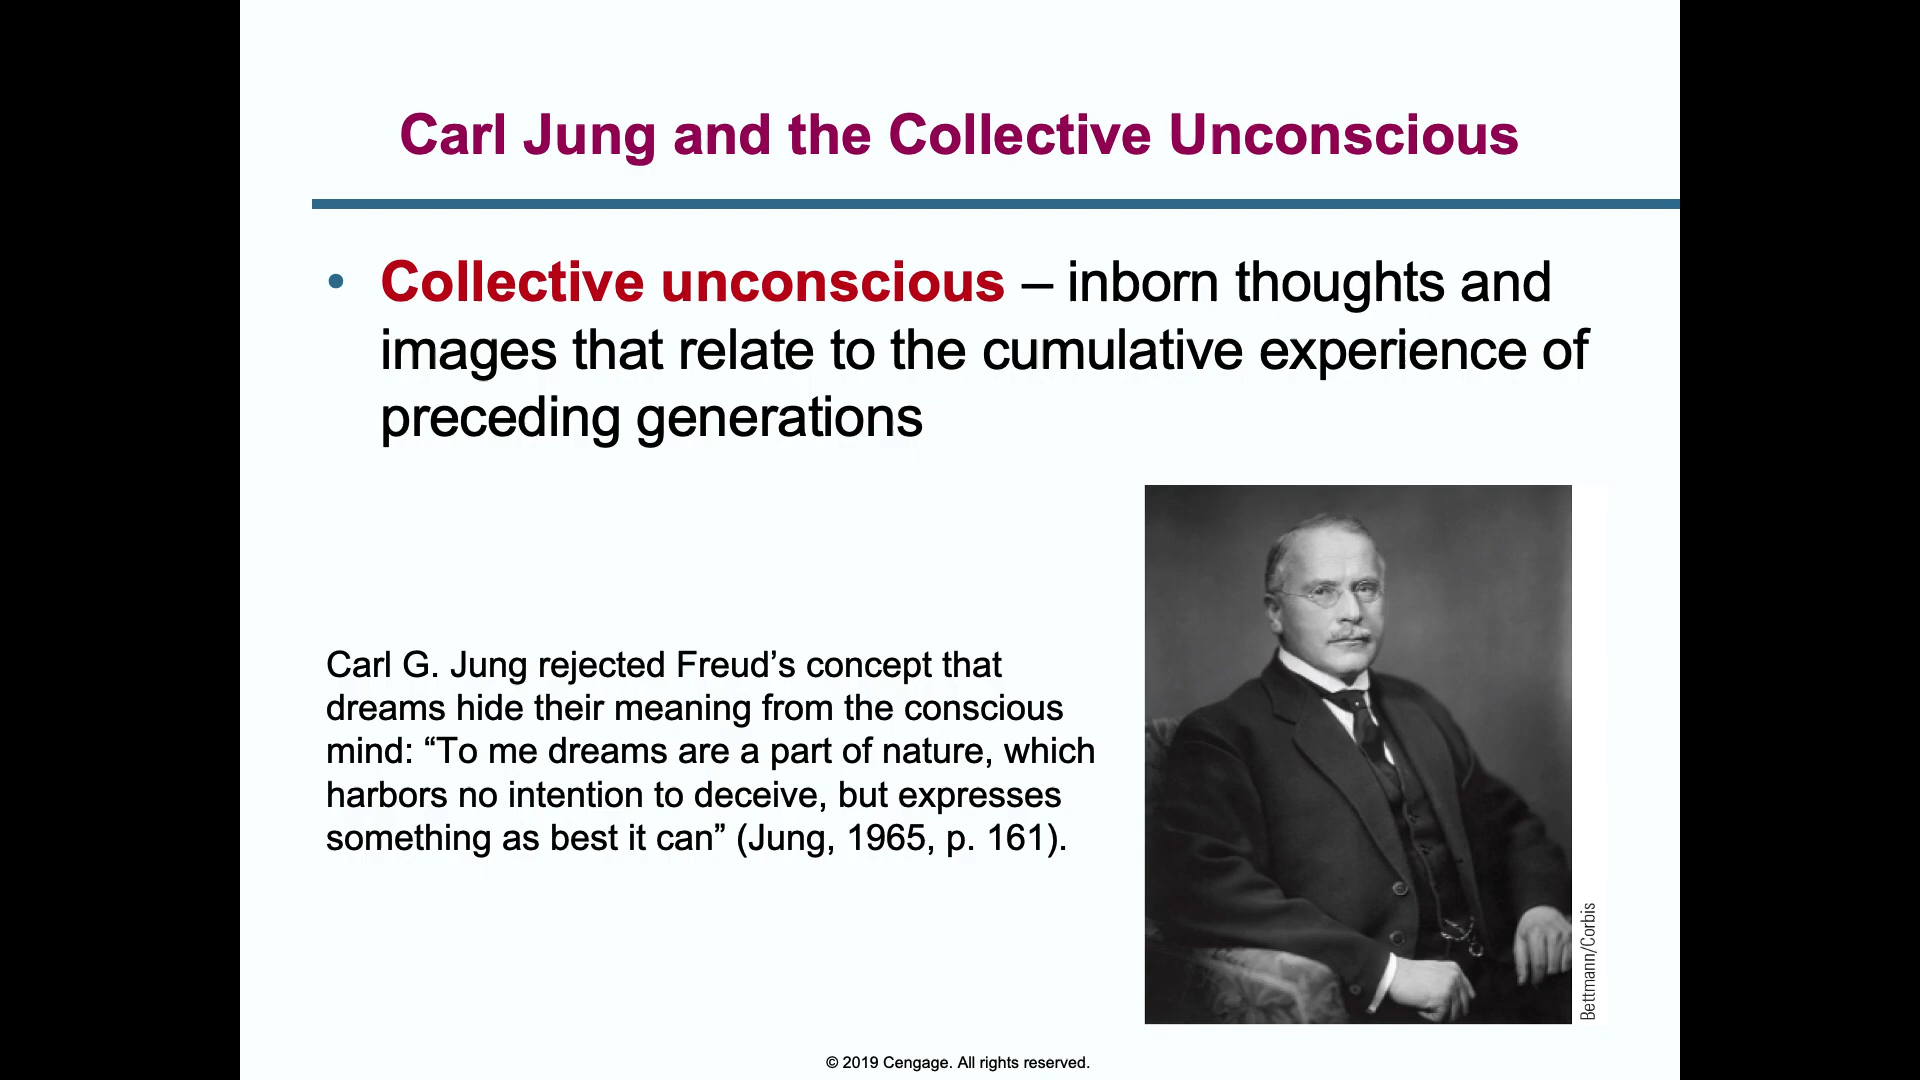 Carl Jung and the Collective Unconscious
• Collective unconscious – inborn thoughts and
images that relate to the cumulative experience of
preceding generations
Carl G. Jung rejected Freud’s concept that
dreams hide their meaning from the conscious
mind: “To me dreams are a part of nature, which
harbors no intention to deceive, but expresses
something as best it can” (Jung, 1965, p. 161).
Bettmann/Corbis
© 2019 Cengage. All rights reserved.